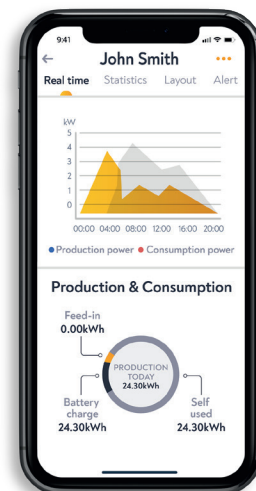 9:41
John Smith
Real time Statistics Layout Alert
kW
5
4
3
2
1
0
00:00 04:00 08:00 12:00 16:00 20:00
Production power Consumption power
Production & Consumption
Feed-in
0.00kWh
PRODUCTION
TODAY
24.30kWh
Battery
charge
24.30kWh
Self
used
24.30kWh